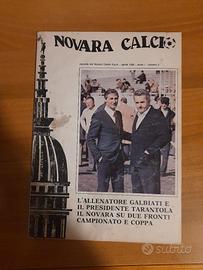 NOVARA CALCIO
L'ALLENATORE GALBIATI E
IL PRESIDENTE TARANTOLA
IL NOVARA SU DUE FRONTI
CAMPIONATO E COPPA
subito